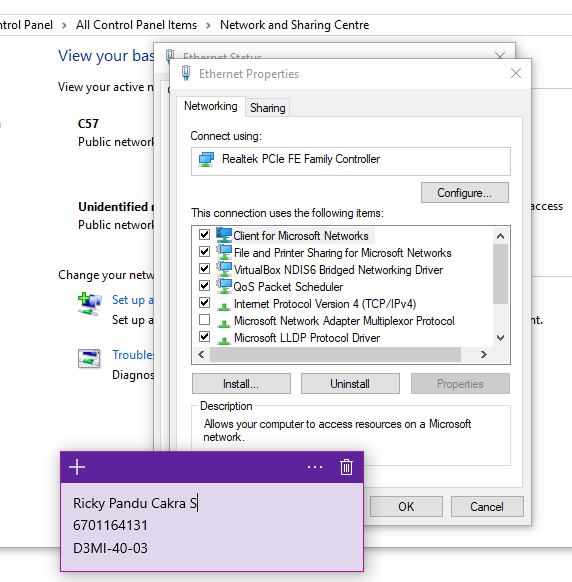 ntrol Panel > All Control Panel Items > Network and Sharing Centre
View your bas
View your active n
C57
Public network
Unidentified
Public network
access
Change your netw
Set up a
Set up a
nt.
Troubles
Diagnos
Ethernet Status
Ethernet Properties
Networking
Sharing
Connect using:
Realtek PCIe FE Family Controller
Configure...
This connection uses the following items:
Client for Microsoft Networks
File and Printer Sharing for Microsoft Networks
VirtualBox NDIS6 Bridged Networking Driver
QoS Packet Scheduler
Internet Protocol Version 4 (TCP/IPv4)
Microsoft Network Adapter Multiplexor Protocol
Microsoft LLDP Protocol Driver
Install...
Uninstall
Properties
Description
Allows your computer to access resources on a Microsoft
network.
OK
Cancel
Ricky Pandu Cakra S
6701164131
D3MI-40-03